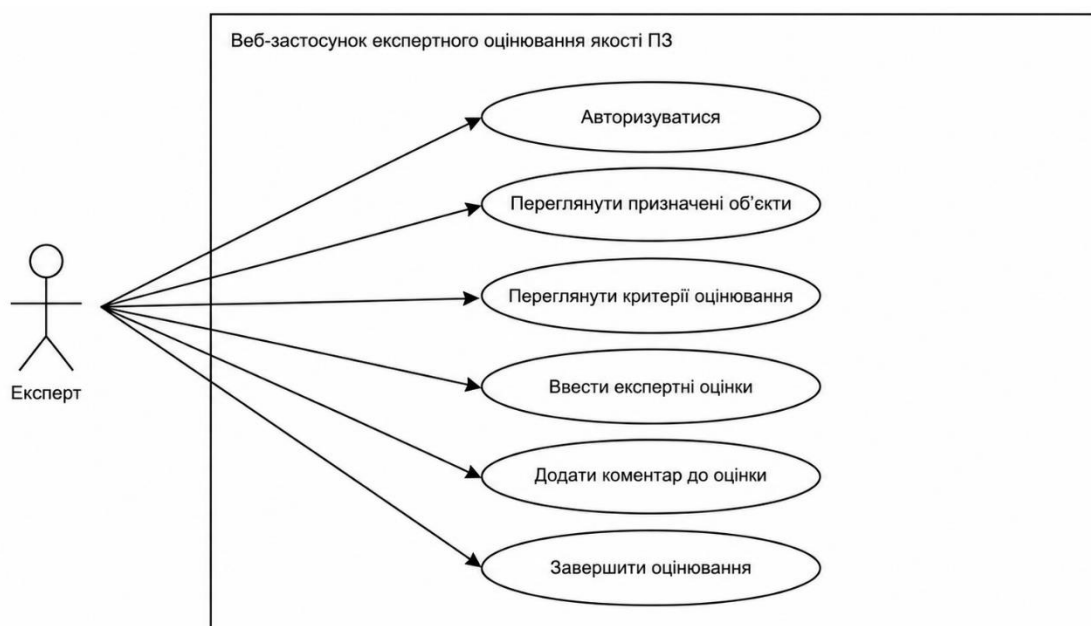 Веб-застосунок експертного оцінювання якості ПЗ
Авторизуватися
Переглянути призначені об’єкти
Переглянути критерії оцінювання
Ввести експертні оцінки
Експерт
Додати коментар до оцінки
Завершити оцінювання